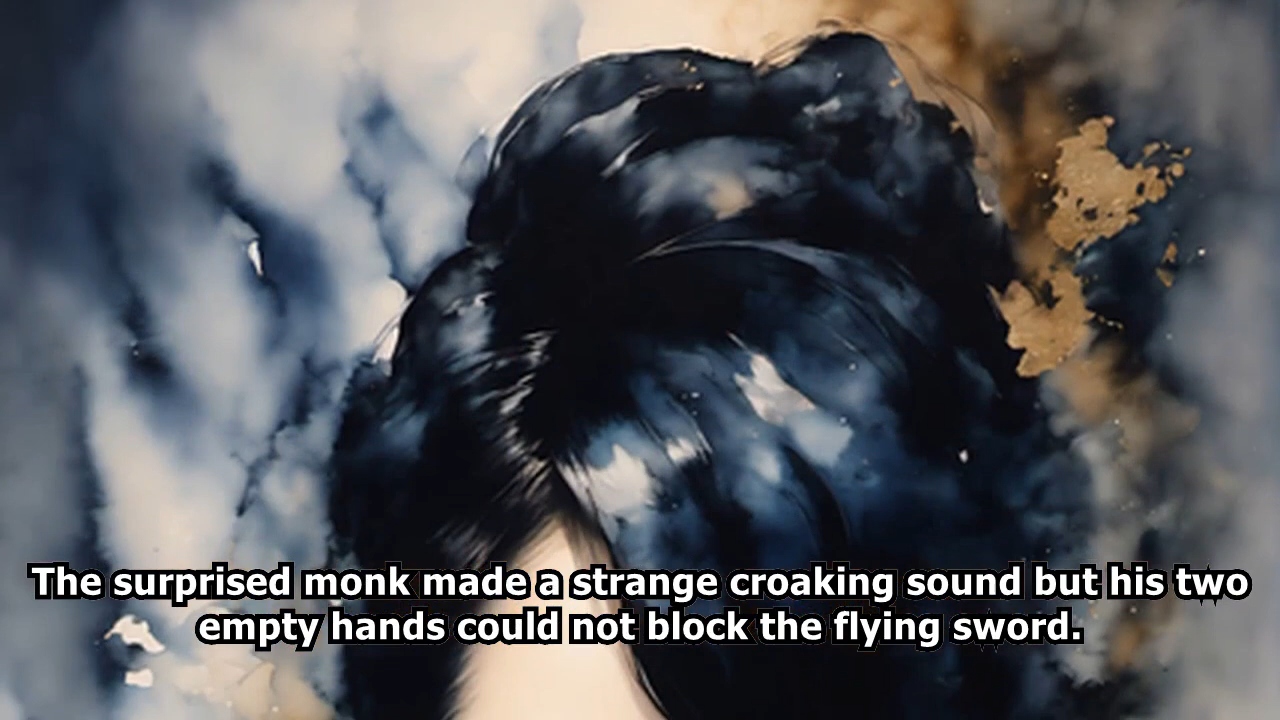 The surprised monk made a strange croaking sound but his two
empty hands could not block the flying sword.